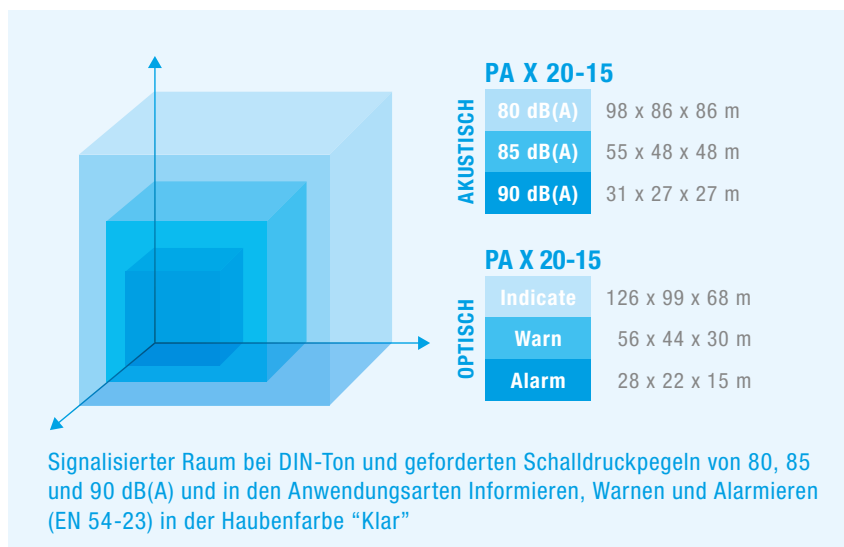 PA X 20-15
AKUSTISCH
80 dB(A) 98 x 86 x 86 m
85 dB(A) 55 x 48 x 48 m
90 dB(A) 31 x 27 x 27 m
PA X 20-15
OPTISCH
Indicate 126 x 99 x 68 m
Warn 56 x 44 x 30 m
Alarm 28 x 22 x 15 m
Signalisierter Raum bei DIN-Ton und geforderten Schalldruckpegeln von 80, 85
und 90 dB(A) und in den Anwendungsarten Informieren, Warnen und Alarmieren
(EN 54-23) in der Haubenfarbe “Klar”